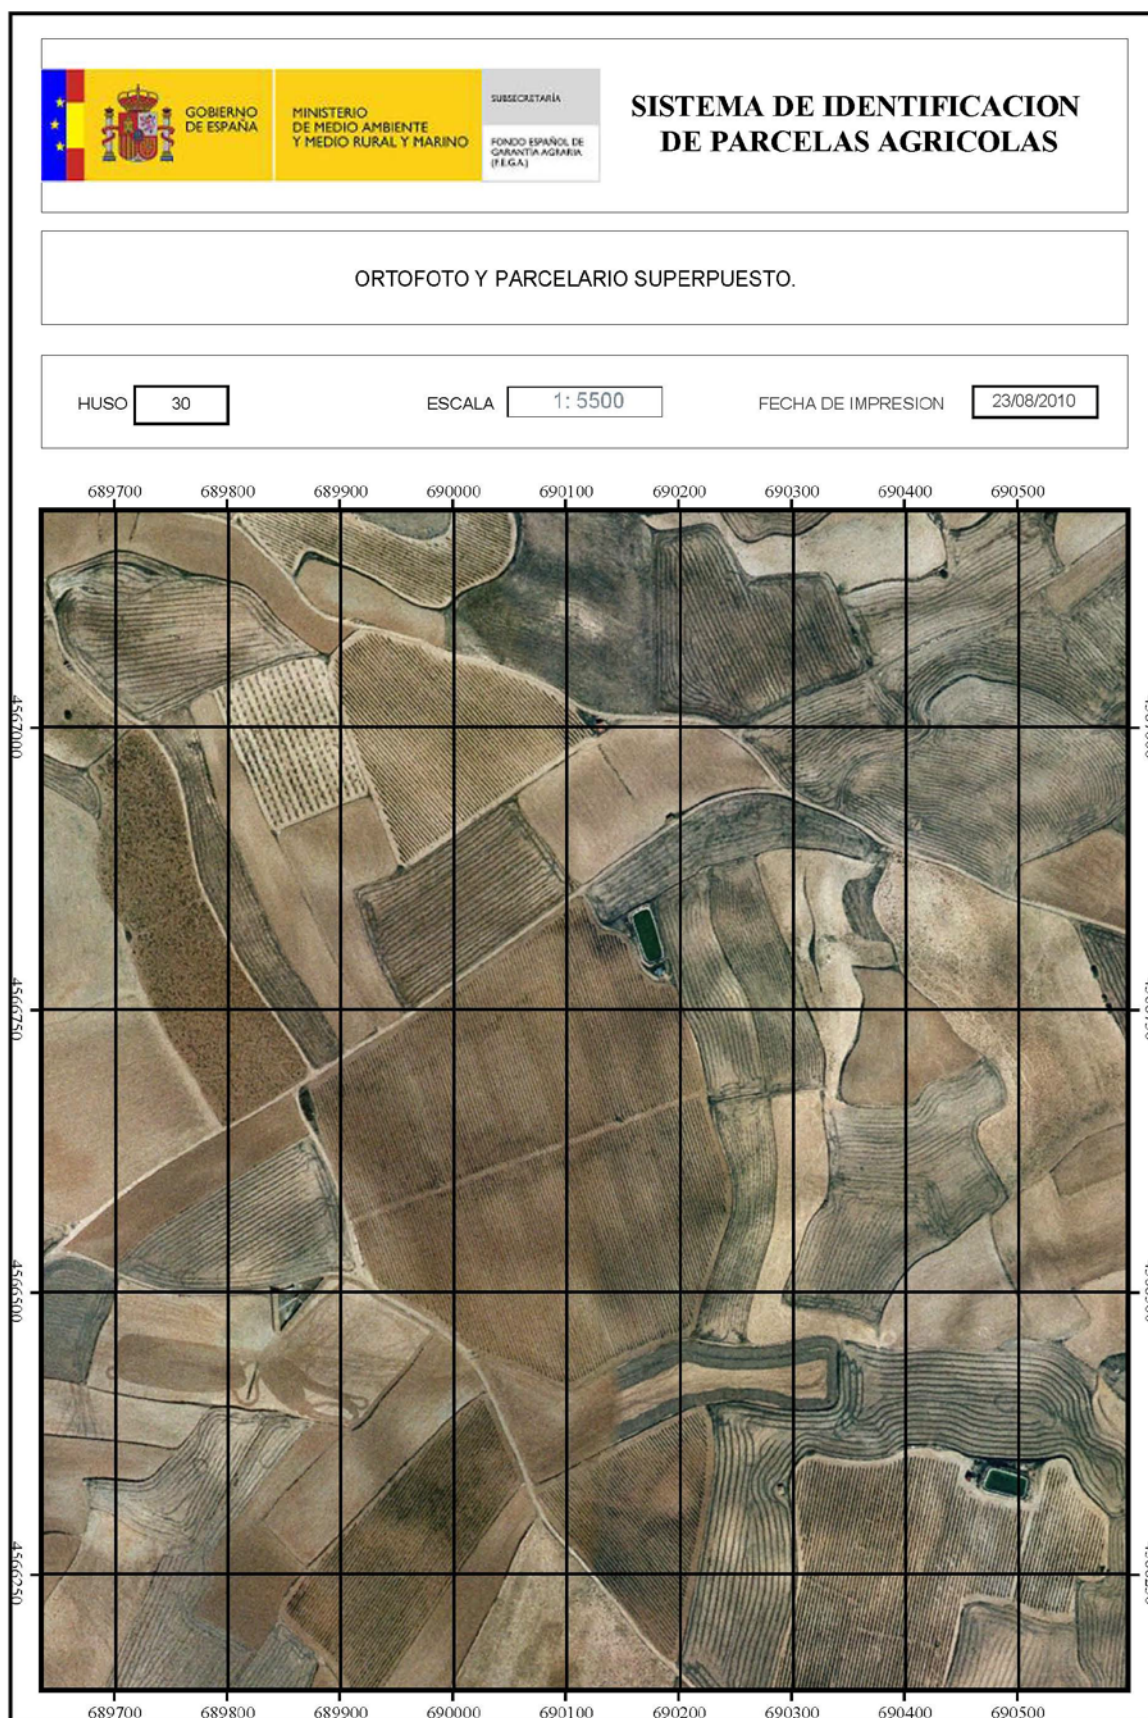 GOBIERNO
DE ESPAÑA
MINISTERIO
DE MEDIO AMBIENTE
Y MEDIO RURAL Y MARINO
SUBSECRETARÍA
FONDO ESPAÑOL DE
GARANTÍA AGRARIA
(F.E.G.A.)
SISTEMA DE IDENTIFICACION
DE PARCELAS AGRICOLAS
ORTOFOTO Y PARCELARIO SUPERPUESTO.
HUSO 30 ESCALA 1: 5500 FECHA DE IMPRESION 23/08/2010
689700 689800 689900 690000 690100 690200 690300 690400 690500
4567000
4566750
4566500
4566250
689700 689800 689900 690000 690100 690200 690300 690400 690500